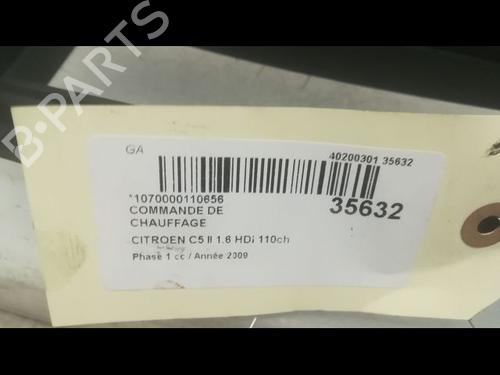 B-PARTS
GA
40200301 35632
*1070000110656
35632
COMMANDE DE
CHAUFFAGE
CITROEN C5 II 1.6 HDi 110ch
Phase 1 cc / Année 2009